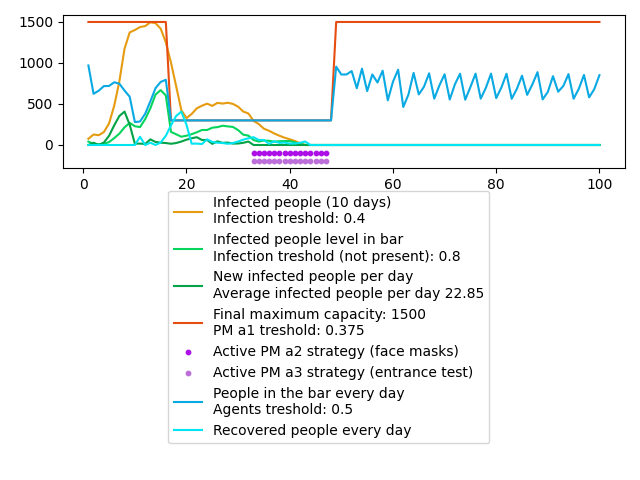 1500
1000
500
0
0
20
40
60
80
100
Infected people (10 days)
Infection treshold: 0.4
Infected people level in bar
Infection treshold (not present): 0.8
New infected people per day
Average infected people per day 22.85
Final maximum capacity: 1500
PM a1 treshold: 0.375
Active PM a2 strategy (face masks)
Active PM a3 strategy (entrance test)
People in the bar every day
Agents treshold: 0.5
Recovered people every day